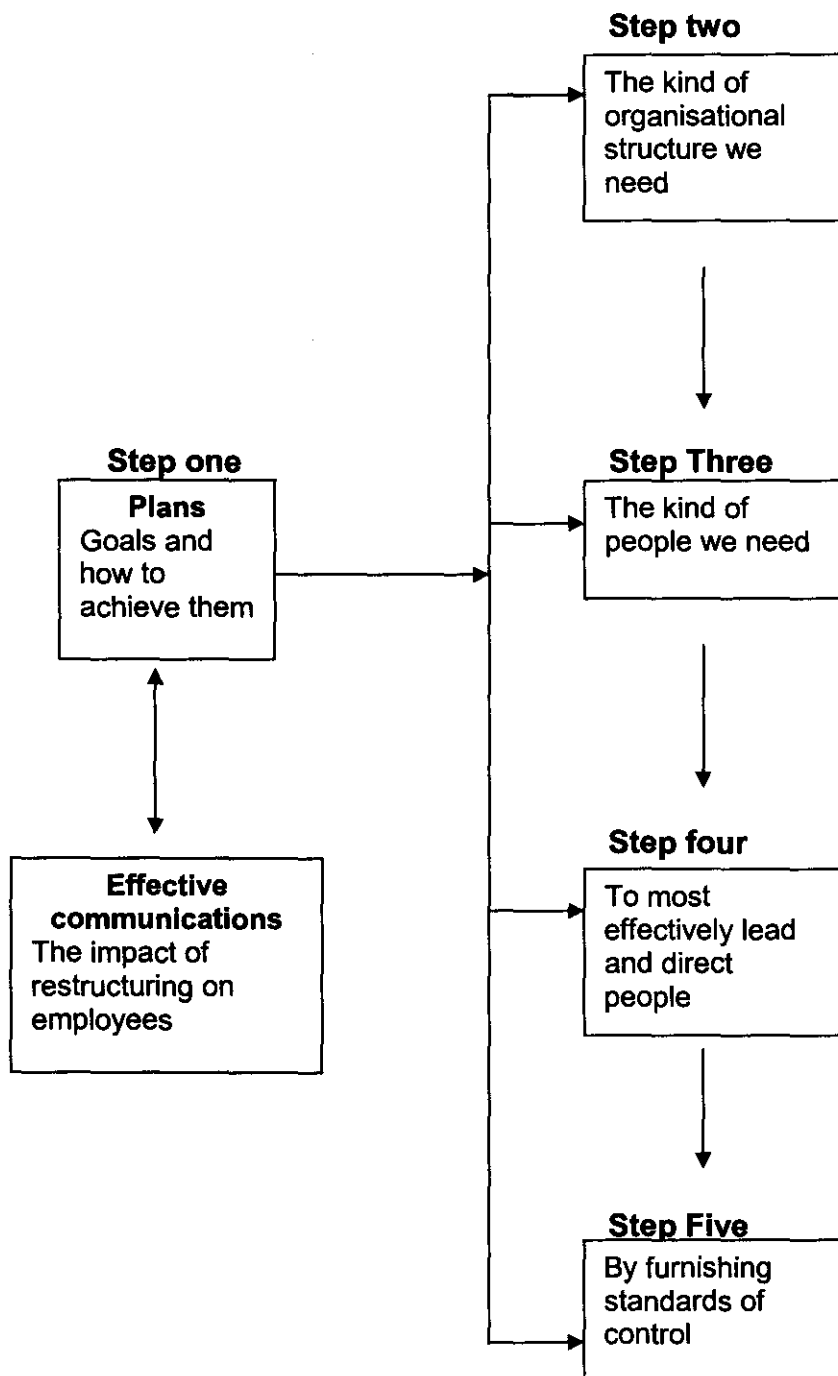 Step two
The kind of
organisational
structure we
need
Step one
Plans
Goals and
how to
achieve them
Step Three
The kind of
people we need
Effective
communications
The impact of
restructuring on
employees
Step four
To most
effectively lead
and direct
people
Step Five
By furnishing
standards of
control